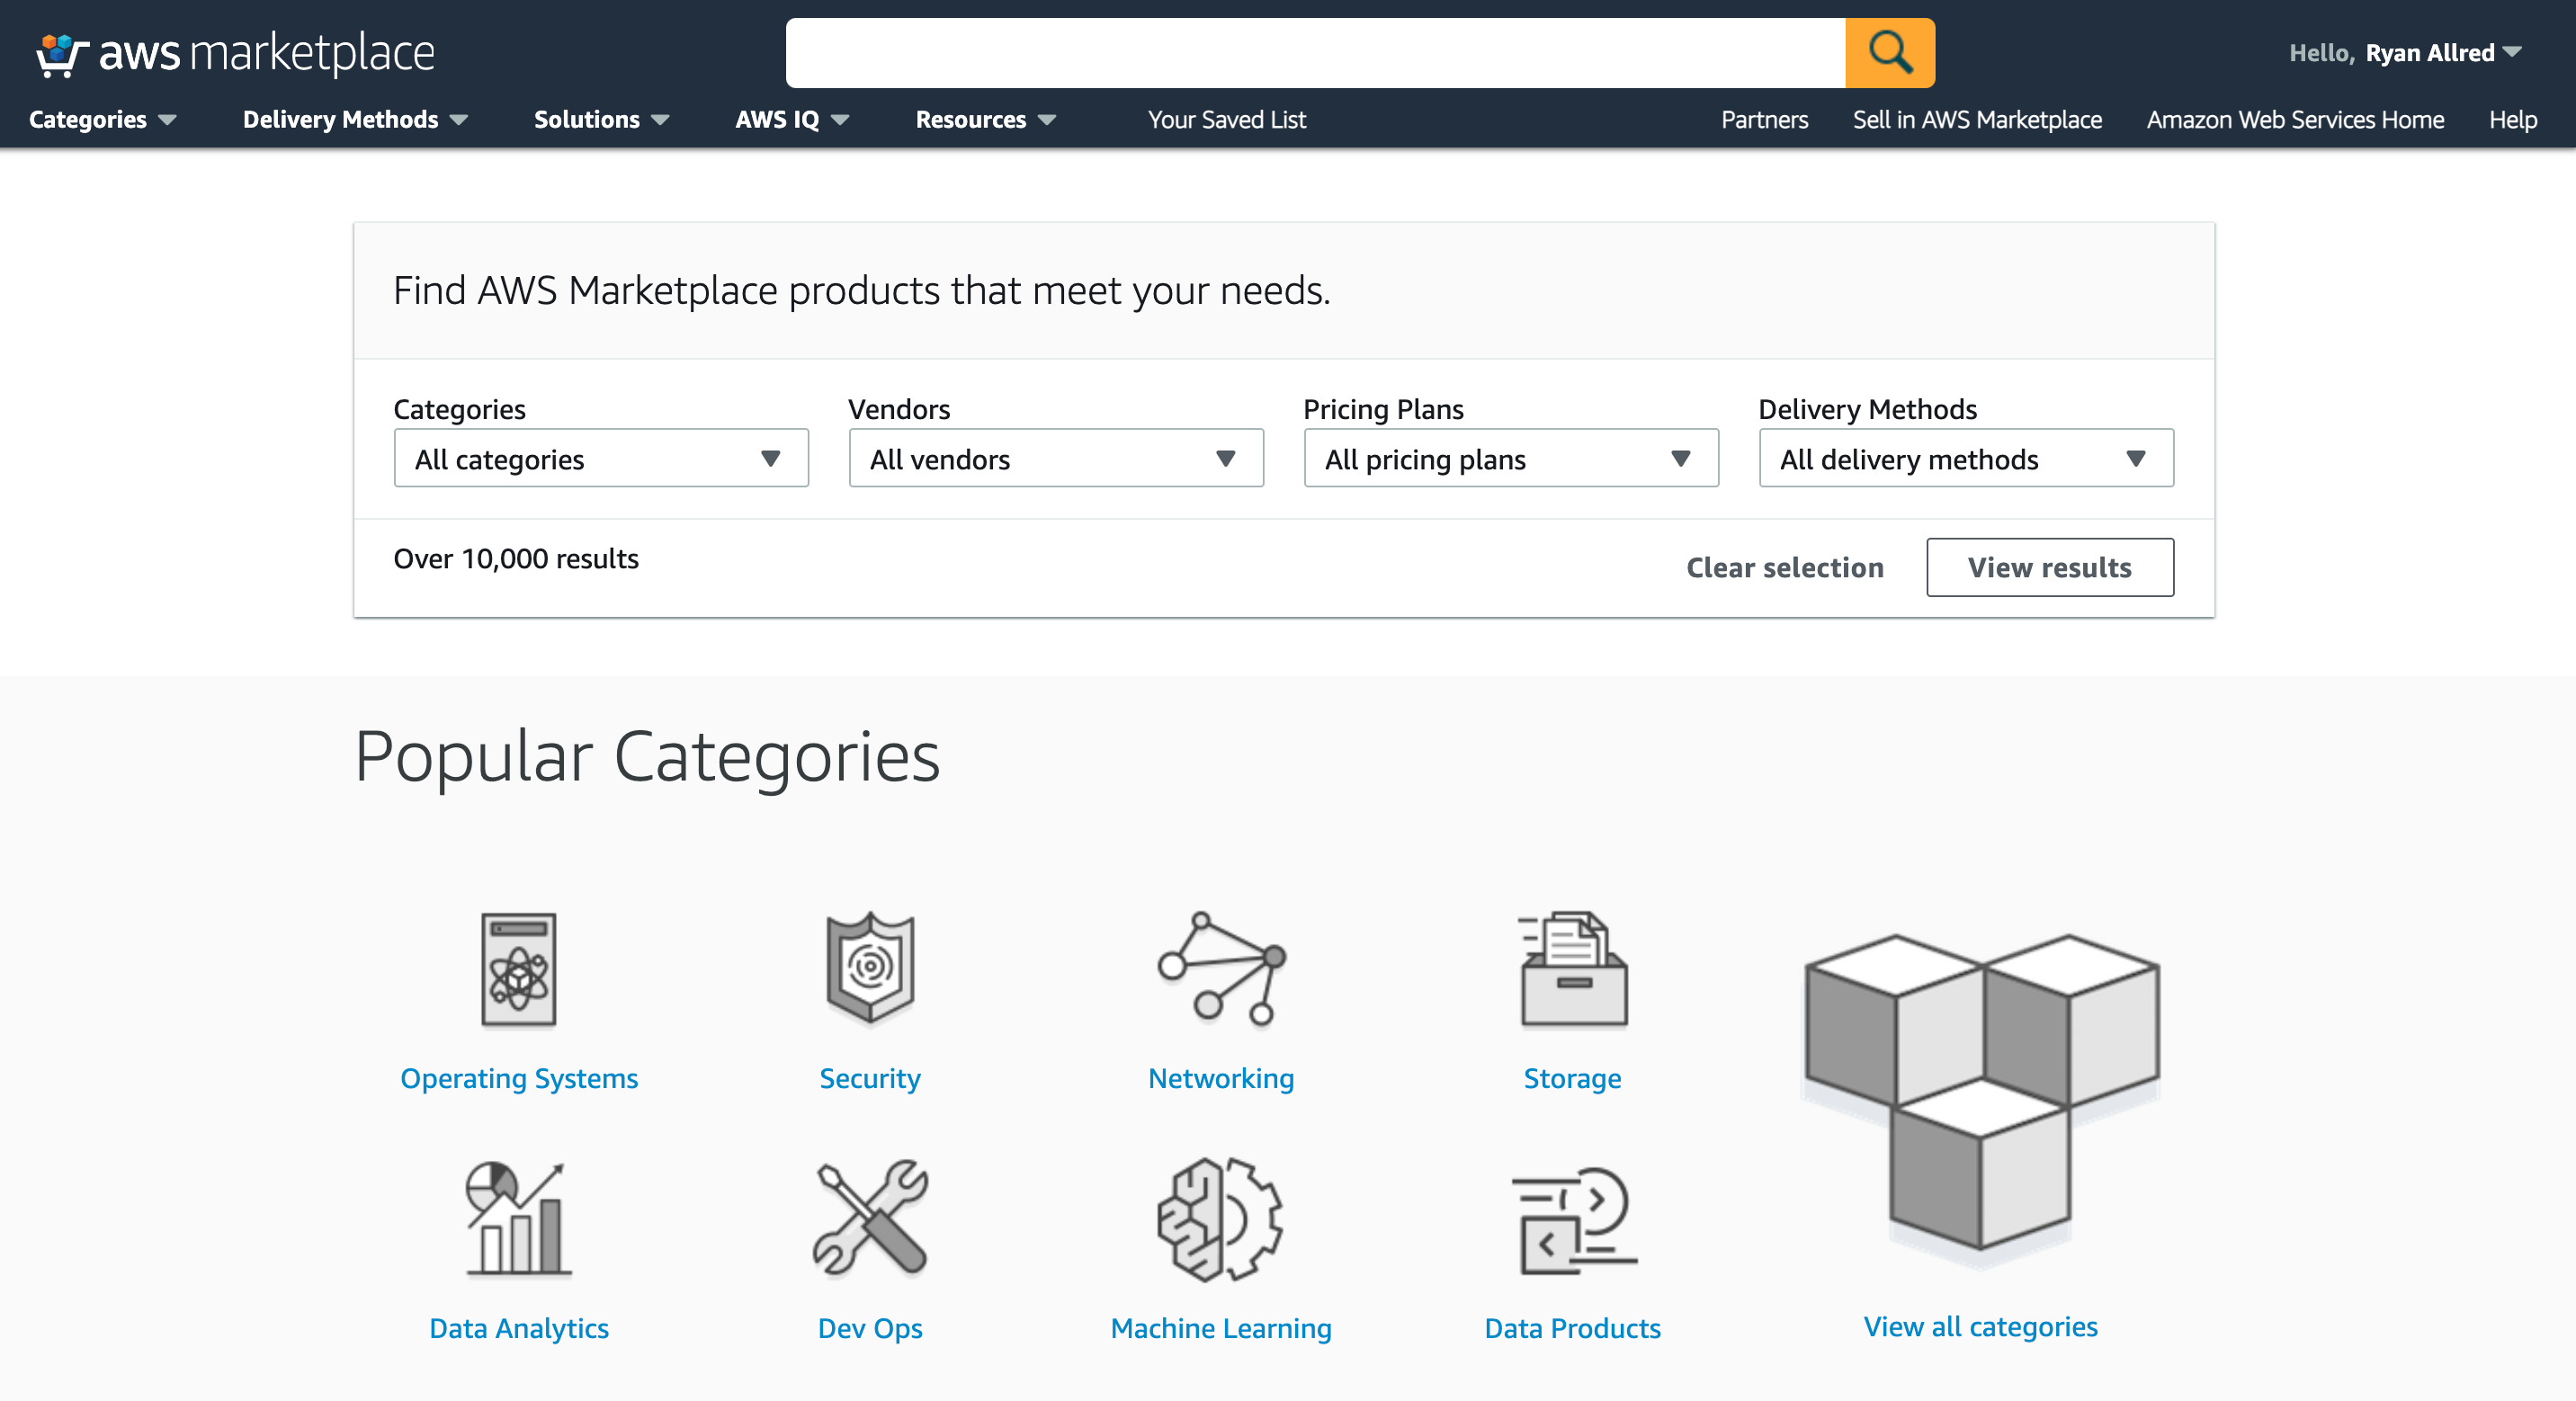 aws marketplace
Hello, Ryan Allred
Categories Delivery Methods Solutions AWS IQ Resources Your Saved List Partners Sell in AWS Marketplace Amazon Web Services Home Help
Find AWS Marketplace products that meet your needs.
Categories Vendors Pricing Plans Delivery Methods
All categories All vendors All pricing plans All delivery methods
Over 10,000 results Clear selection View results
Popular Categories
Operating Systems Security Networking Storage
Data Analytics Dev Ops Machine Learning Data Products View all categories